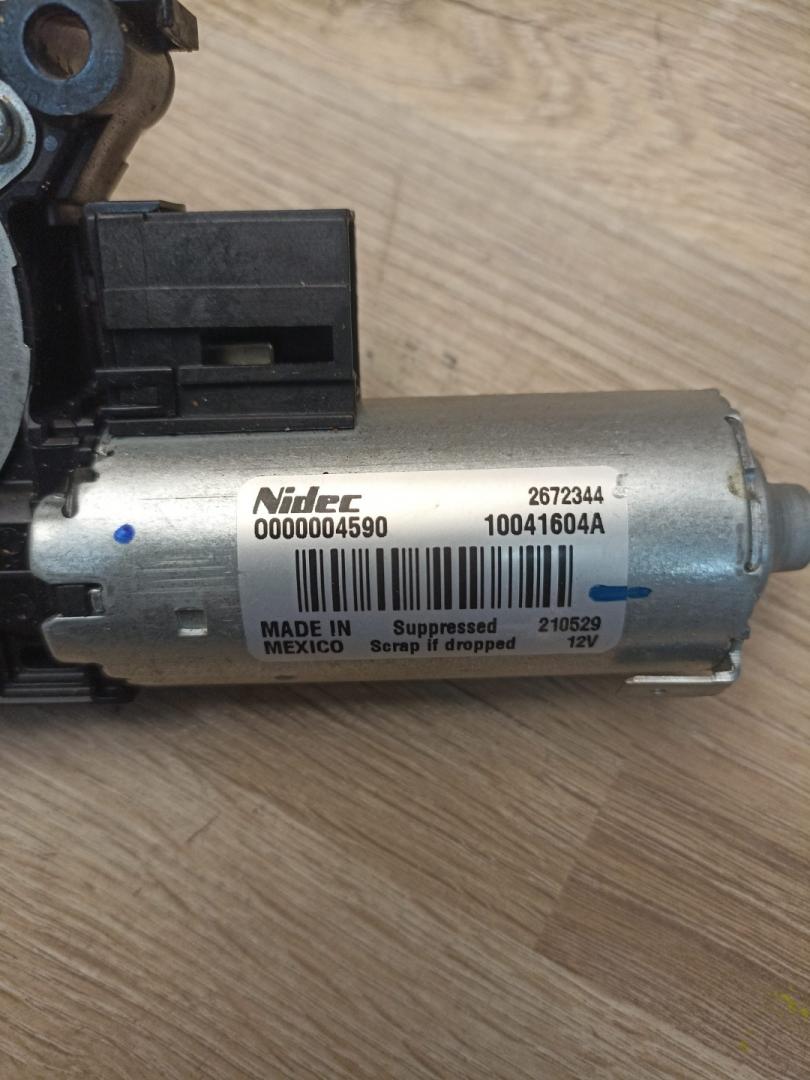 Nidec 2672344
0000004590 10041604A
MADE IN Suppressed 210529
MEXICO Scrap if dropped 12V